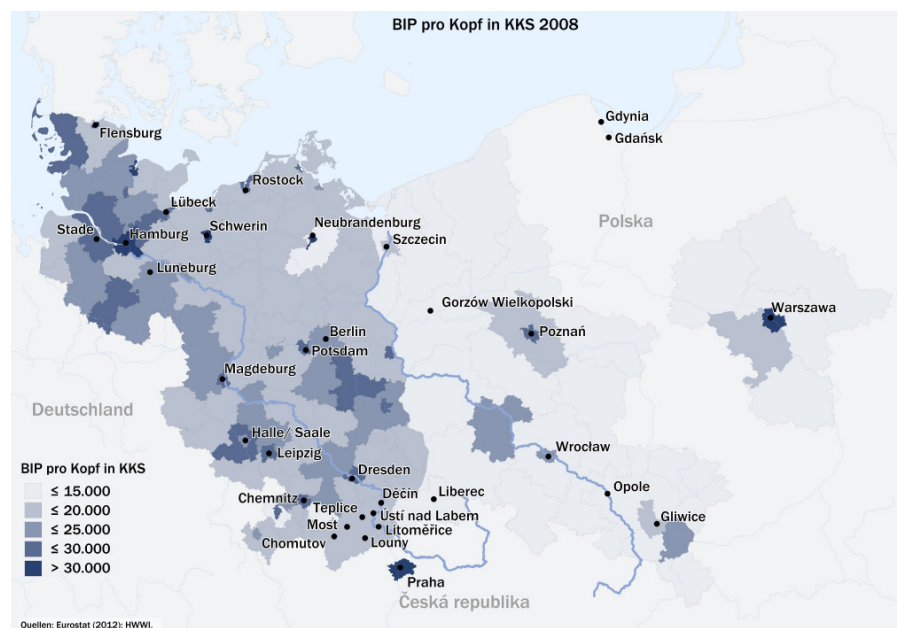 BIP pro Kopf in KKS 2008
Gdynia
Gdańsk
Flensburg
Rostock
Lübeck
Polska
Stade
Hamburg
Schwerin
Neubrandenburg
Szczecin
Lüneburg
Gorzów Wielkopolski
Warszawa
Berlin
Poznań
Potsdam
Magdeburg
Deutschland
Halle/ Saale
Wrocław
Leipzig
BIP pro Kopf in KKS
Dresden
≤ 15.000
Chemnitz
Děčín
Liberec
Opole
≤ 20.000
Teplice
Ústí nad Labem
Gliwice
≤ 25.000
Most
Litoměřice
Chomutov
Louny
≤ 30.000
> 30.000
Praha
Česká republika
Quellen: Eurostat (2012); HWWI.